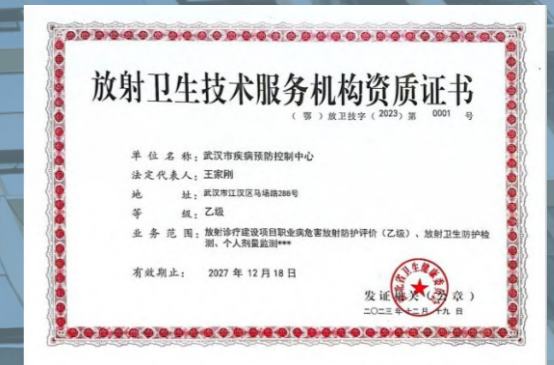 放射卫生技术服务机构资质证书
（ 鄂 ）放卫技字（ 2023 ）第 0001 号
单 位 名 称：武汉市疾病预防控制中心
法定代表人：王家刚
地 址：武汉市江汉区马场路288号
等 级：乙级
业 务 范 围：放射诊疗建设项目职业病危害放射防护评价（乙级）、放射卫生防护检
测、个人剂量监测***
有效期止： 2027 年 12 月 18 日
发证机关（公章）
二〇二三 年 十二 月 十九 日